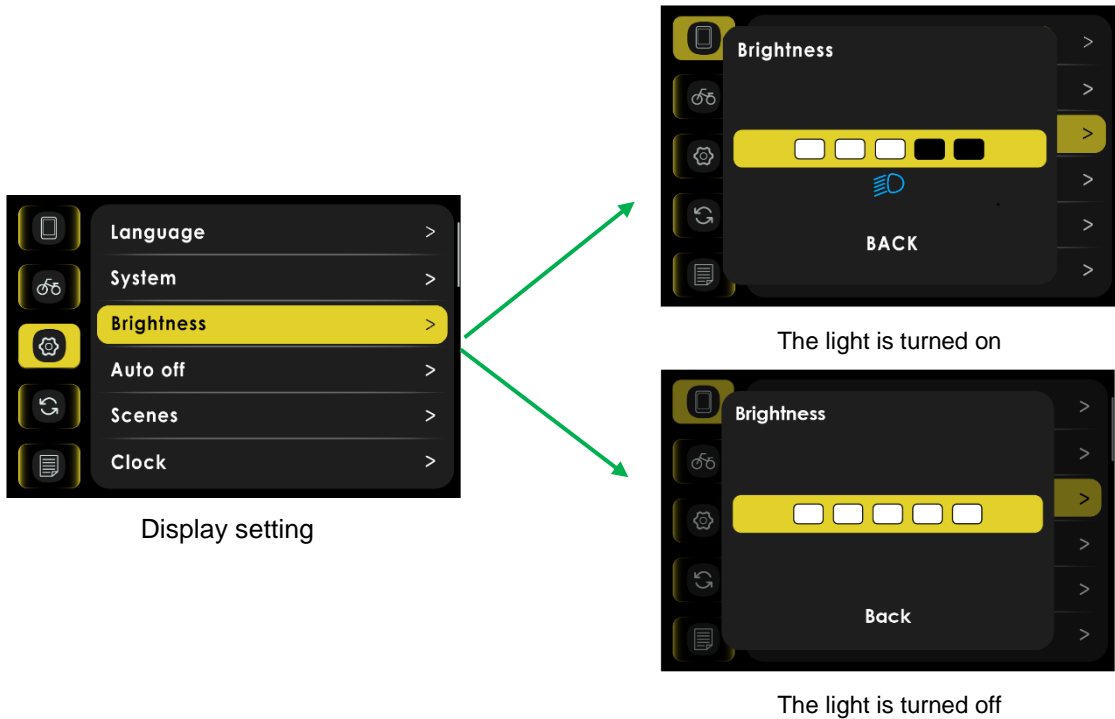 Language >
System >
Brightness >
Auto off >
Scenes >
Clock >
Display setting
Brightness
>
>
>
>
>
>
BACK
The light is turned on
Brightness
>
>
>
>
>
>
Back
The light is turned off